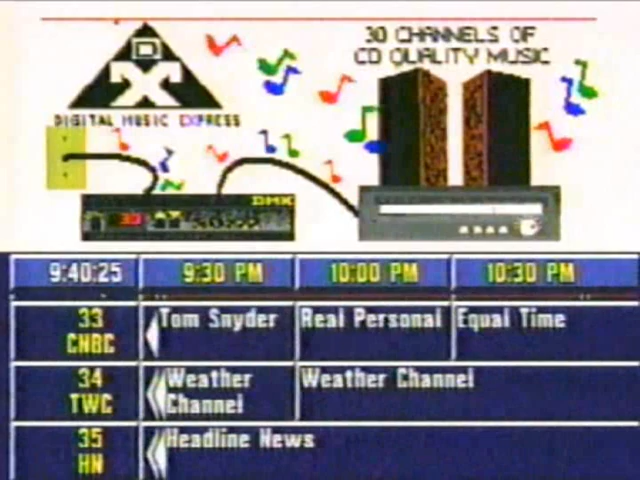 30 CHANNELS OF
CD QUALITY MUSIC
D
X
DIGITAL MUSIC EXPRESS
DMX
9:40:25 9:30 PM 10:00 PM 10:30 PM
33 CNBC Tom Snyder Real Personal Equal Time
34 TWC Weather Channel Weather Channel
35 HN Headline News